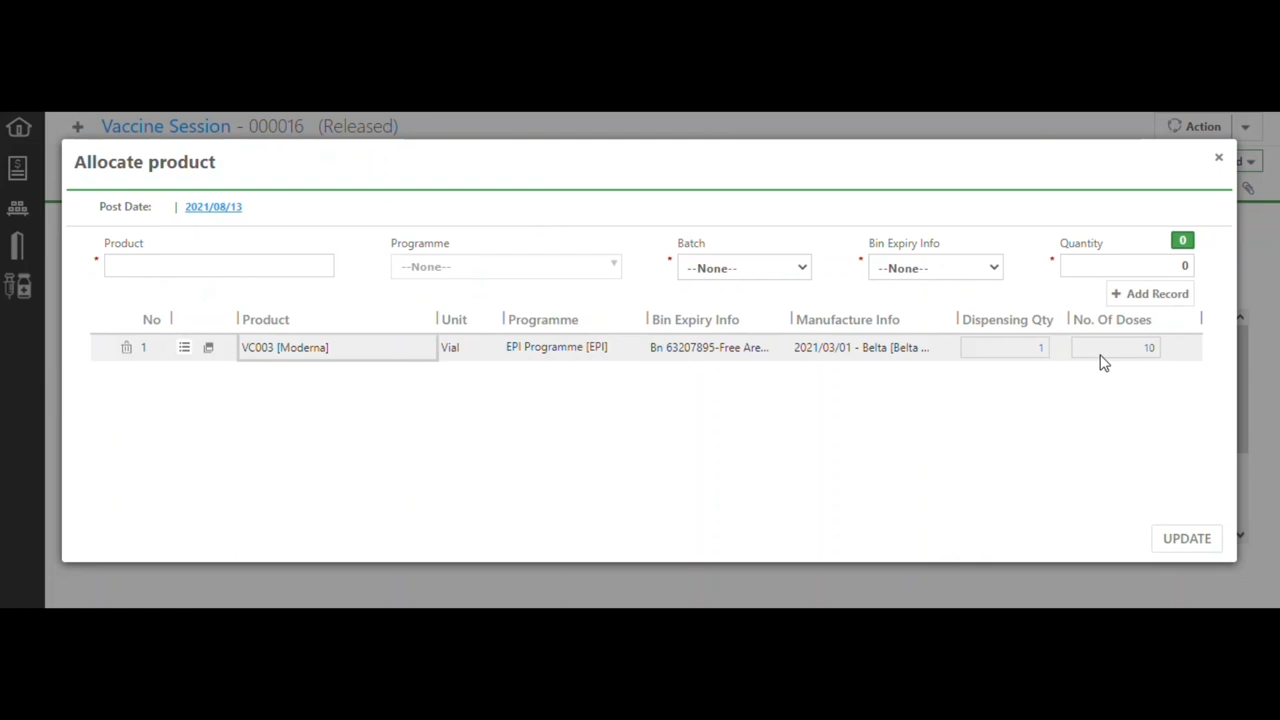 + Vaccine Session - 000016 (Released)
Action
d
Allocate product
×
Post Date: | 2021/08/13
Product Programme Batch Bin Expiry Info Quantity 0
* --None-- * --None-- * --None-- * 0
+ Add Record
No Product Unit Programme Bin Expiry Info Manufacture Info Dispensing Qty No. Of Doses
1 VC003 [Moderna] Vial EPI Programme [EPI] Bn 63207895-Free Are... 2021/03/01 - Belta [Belta ... 1 10
UPDATE